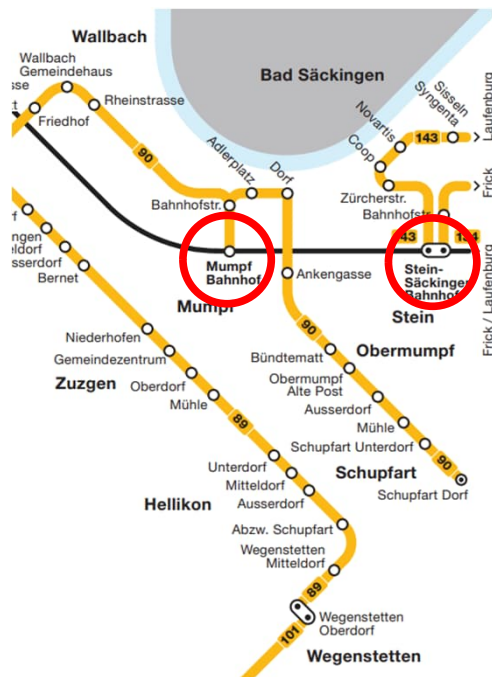 Wallbach
Wallbach
Gemeindehaus
Rheinstrasse
Friedhof
90
Bad Säckingen
Sisseln
Syngenta
Novartis
143
Laufenburg
Coop
Adlerplatz
Dorf
Bahnhofstr.
Zürcherstr.
Bahnhofstr.
Frick
Mumpf
Bahnhof
Mumpf
Ankengasse
Stein-
Säckingen
Bahnhof
Stein
Frick / Laufenburg
Bernet
90
Obermumpf
Bündtematt
Obermumpf
Alte Post
Ausserdorf
Mühle
Schupfart Unterdorf
90
Schupfart
Schupfart Dorf
Niederhofen
Gemeindezentrum
Zuzgen
Oberdorf
Mühle
89
Unterdorf
Mitteldorf
Hellikon
Ausserdorf
Abzw. Schupfart
Wegenstetten
Mitteldorf
89
Wegenstetten
Oberdorf
101
Wegenstetten